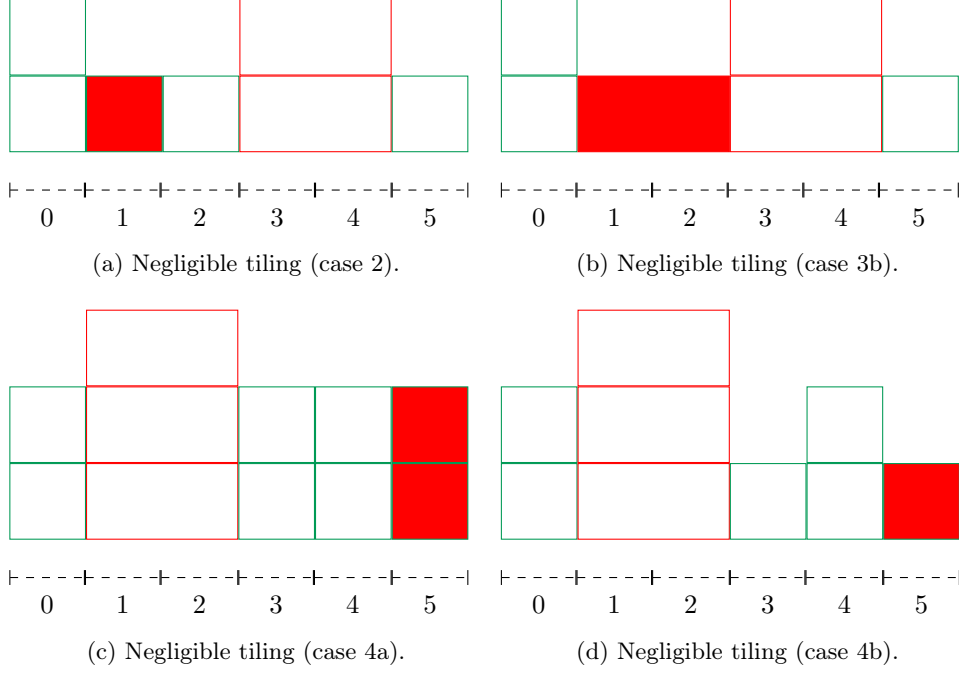 0 1 2 3 4 5
0 1 2 3 4 5
(a) Negligible tiling (case 2).
(b) Negligible tiling (case 3b).
0 1 2 3 4 5
0 1 2 3 4 5
(c) Negligible tiling (case 4a).
(d) Negligible tiling (case 4b).